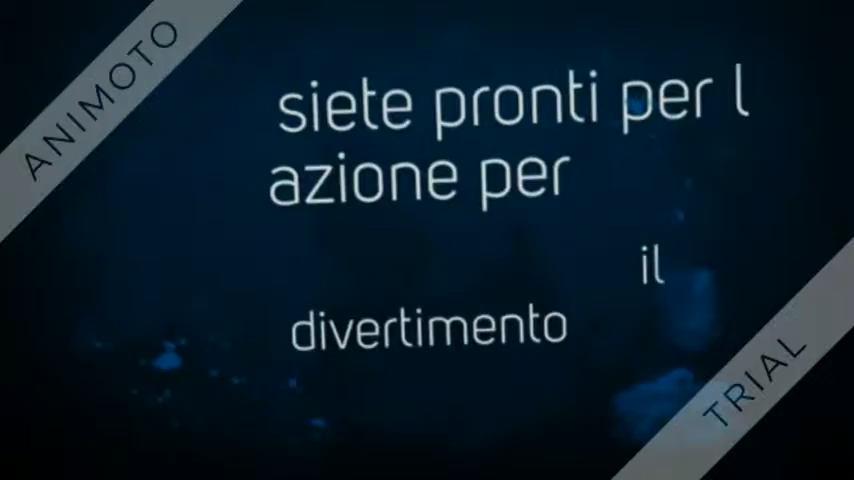 ANIMOTO
siete pronti per l
azione per
il
divertimento
TRIAL